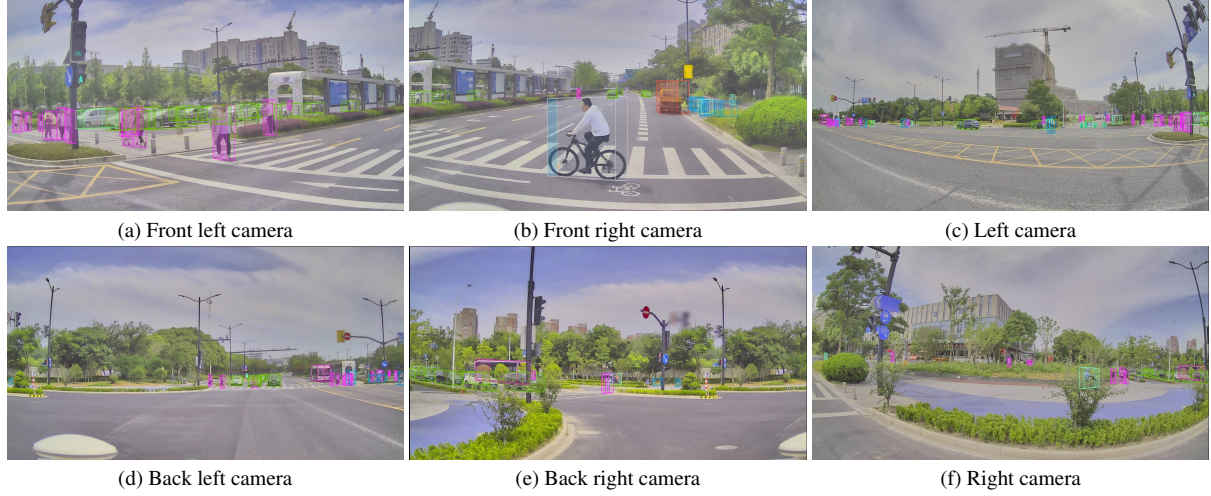 (a) Front left camera
(b) Front right camera
(c) Left camera
(d) Back left camera
(e) Back right camera
(f) Right camera